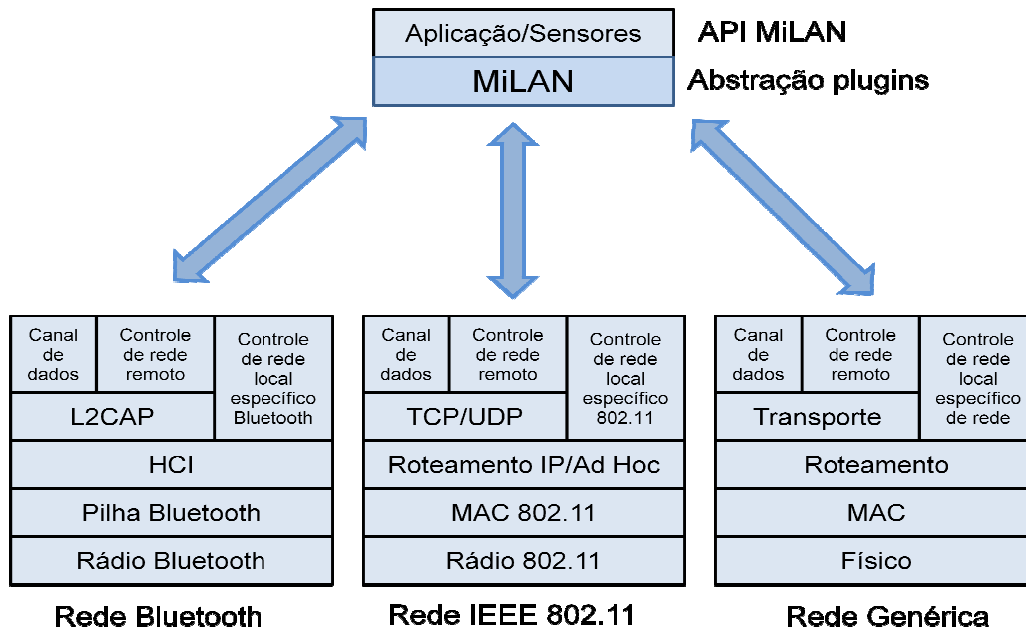 Aplicação/Sensores
API MiLAN
MiLAN
Abstração plugins
Canal
de
dados
Controle
de rede
remoto
Controle
de rede
local
específico
Bluetooth
L2CAP
HCI
Pilha Bluetooth
Rádio Bluetooth
Rede Bluetooth
Canal
de
dados
Controle
de rede
remoto
Controle
de rede
local
específico
802.11
TCP/UDP
Roteamento IP/Ad Hoc
MAC 802.11
Rádio 802.11
Rede IEEE 802.11
Canal
de
dados
Controle
de rede
remoto
Controle
de rede
local
específico
de rede
Transporte
Roteamento
MAC
Físico
Rede Genérica